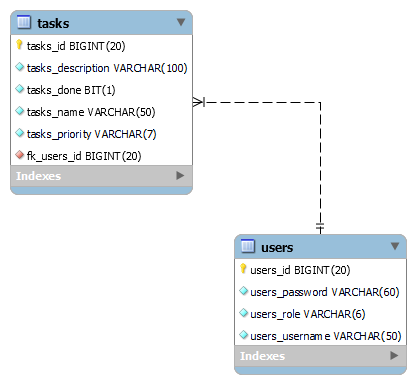 tasks
tasks_id BIGINT(20)
tasks_description VARCHAR(100)
tasks_done BIT(1)
tasks_name VARCHAR(50)
tasks_priority VARCHAR(7)
fk_users_id BIGINT(20)
Indexes
users
users_id BIGINT(20)
users_password VARCHAR(60)
users_role VARCHAR(6)
users_username VARCHAR(50)
Indexes